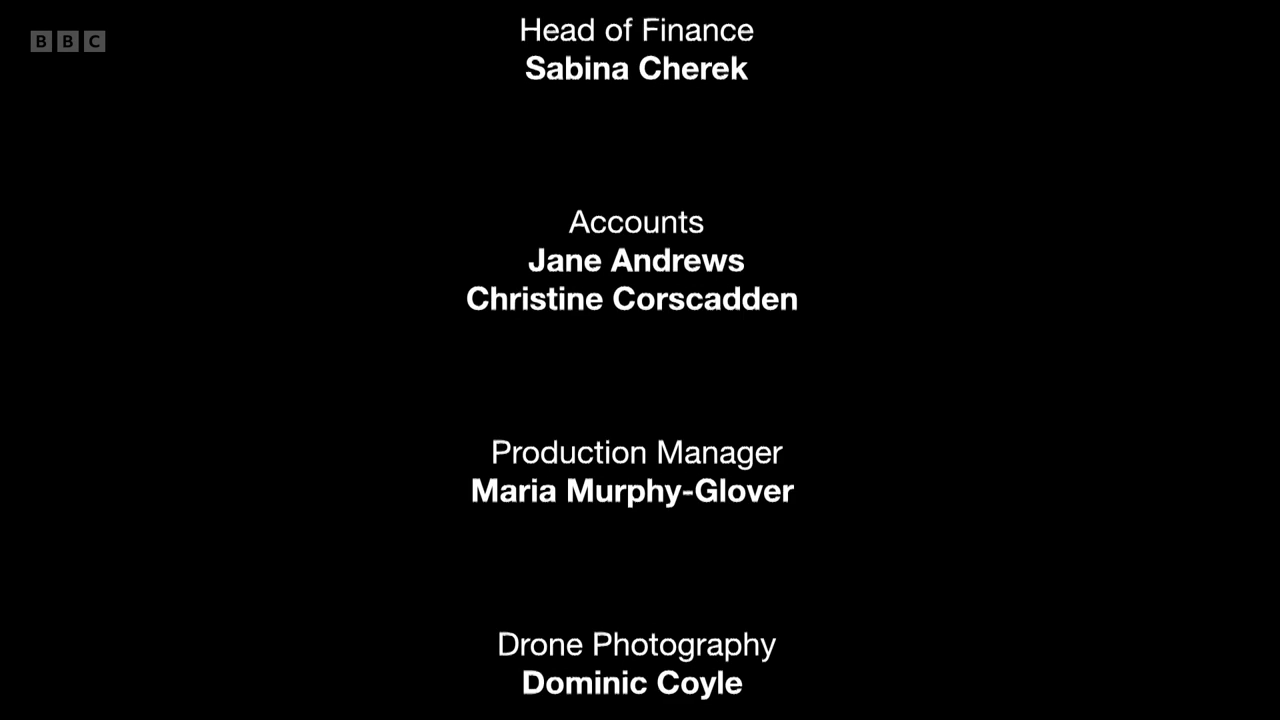 BBC
Head of Finance
Sabina Cherek
Accounts
Jane Andrews
Christine Corscadden
Production Manager
Maria Murphy-Glover
Drone Photography
Dominic Coyle